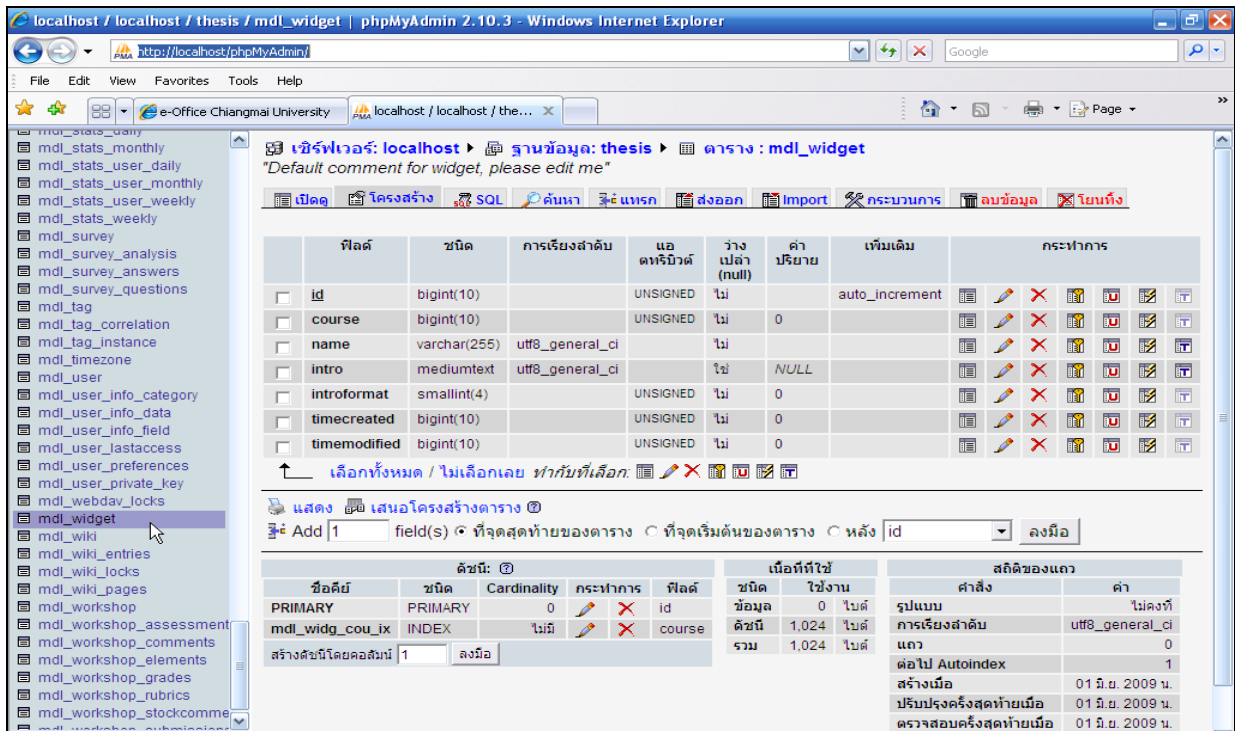 localhost / localhost / thesis / mdl_widget | phpMyAdmin 2.10.3 - Windows Internet Explorer
http://localhost/phpMyAdmin/
Google
File Edit View Favorites Tools Help
e-Office Chiangmai University
localhost / localhost / the...
Page
mdl_stats_daily
mdl_stats_monthly
mdl_stats_user_daily
mdl_stats_user_monthly
mdl_stats_user_weekly
mdl_stats_weekly
mdl_survey
mdl_survey_analysis
mdl_survey_answers
mdl_survey_questions
mdl_tag
mdl_tag_correlation
mdl_tag_instance
mdl_timezone
mdl_user
mdl_user_info_category
mdl_user_info_data
mdl_user_info_field
mdl_user_lastaccess
mdl_user_preferences
mdl_user_private_key
mdl_webdav_locks
mdl_widget
mdl_wiki
mdl_wiki_entries
mdl_wiki_locks
mdl_wiki_pages
mdl_workshop
mdl_workshop_assessment
mdl_workshop_comments
mdl_workshop_elements
mdl_workshop_grades
mdl_workshop_rubrics
mdl_workshop_stockcomme
mdl_workshop_submissions
เซิร์ฟเวอร์: localhost ฐานข้อมูล: thesis ตาราง : mdl_widget
"Default comment for widget, please edit me"
เปิดดู โครงสร้าง SQL ค้นหา แทรก ส่งออก Import กระบวนการ ลบข้อมูล โยนทิ้ง
ฟิลด์ ชนิด การเรียงลำดับ แอตทริบิวต์ ว่างเปล่า (null) ค่าปริยาย เพิ่มเติม กระทำการ
id bigint(10) UNSIGNED ไม่ auto_increment
course bigint(10) UNSIGNED ไม่ 0
name varchar(255) utf8_general_ci ไม่
intro mediumtext utf8_general_ci ใช่ NULL
introformat smallint(4) UNSIGNED ไม่ 0
timecreated bigint(10) UNSIGNED ไม่ 0
timemodified bigint(10) UNSIGNED ไม่ 0
เลือกทั้งหมด / ไม่เลือกเลย ทำกับที่เลือก:
แสดง เสนอโครงสร้างตาราง
Add 1 field(s) ที่จุดสุดท้ายของตาราง ที่จุดเริ่มต้นของตาราง หลัง id ลงมือ
ดัชนี:
ชื่อคีย์ ชนิด Cardinality กระทำการ ฟิลด์
PRIMARY PRIMARY 0 id
mdl_widg_cou_ix INDEX ไม่มี course
สร้างดัชนีโดยคอลัมน์ 1 ลงมือ
เนื้อที่ที่ใช้
ชนิด ใช้งาน
ข้อมูล 0 ไบต์
ดัชนี 1,024 ไบต์
รวม 1,024 ไบต์
สถิติของแถว
คำสั่ง ค่า
รูปแบบ ไม่คงที่
การเรียงลำดับ utf8_general_ci
แถว 0
ต่อไป Autoindex 1
สร้างเมื่อ 01 มิ.ย. 2009 น.
ปรับปรุงครั้งสุดท้ายเมื่อ 01 มิ.ย. 2009 น.
ตรวจสอบครั้งสุดท้ายเมื่อ 01 มิ.ย. 2009 น.